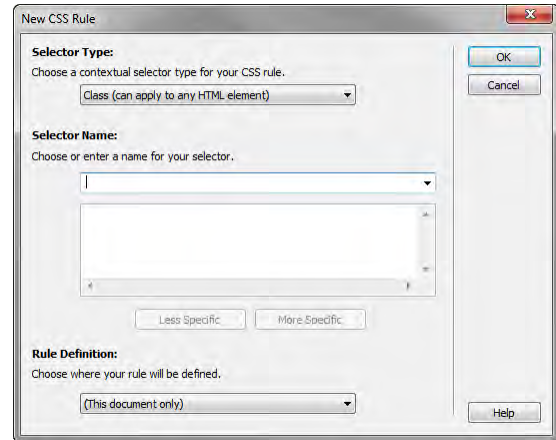 New CSS Rule
Selector Type:
Choose a contextual selector type for your CSS rule.
Class (can apply to any HTML element)
OK
Cancel
Selector Name:
Choose or enter a name for your selector.
Less Specific
More Specific
Rule Definition:
Choose where your rule will be defined.
(This document only)
Help